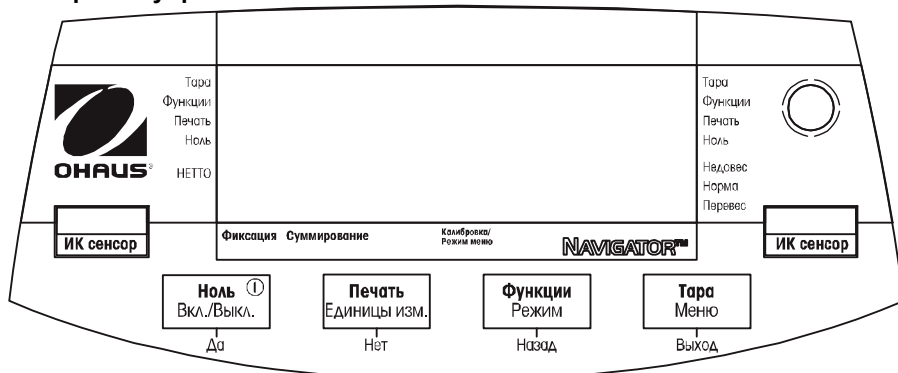 Тара
Функции
Печать
Ноль
НЕТТО
OHAUS®
ИК сенсор
Тара
Функции
Печать
Ноль
Недовес
Норма
Перевес
ИК сенсор
Фиксация Суммирование
Калибровка/
Режим меню
NAVIGATOR™
Ноль
Вкл./Выкл.
Да
Печать
Единицы изм.
Нет
Функции
Режим
Назад
Тара
Меню
Выход